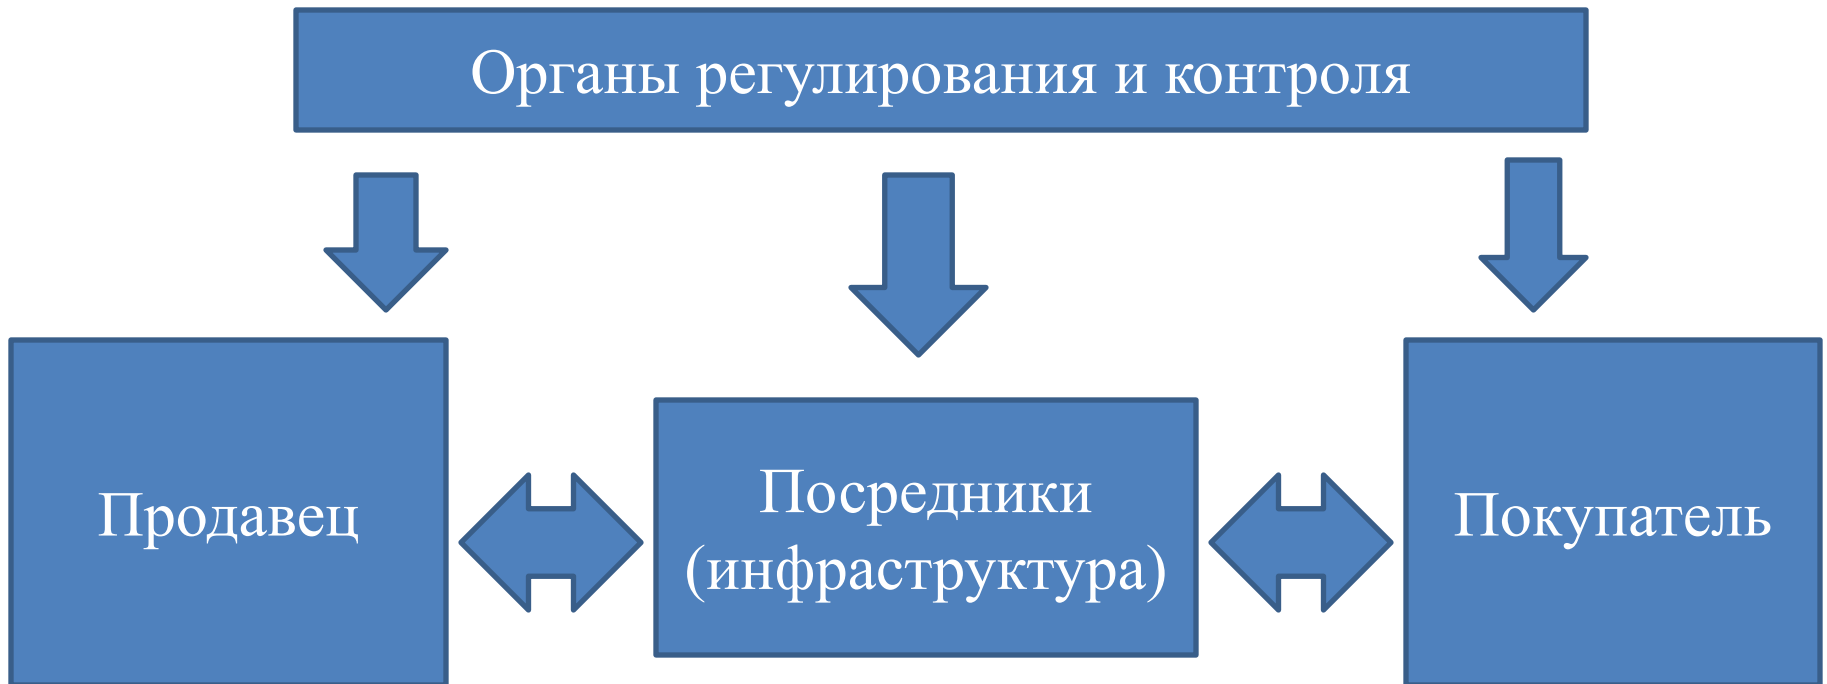 Органы регулирования и контроля
Продавец
Посредники
(инфраструктура)
Покупатель